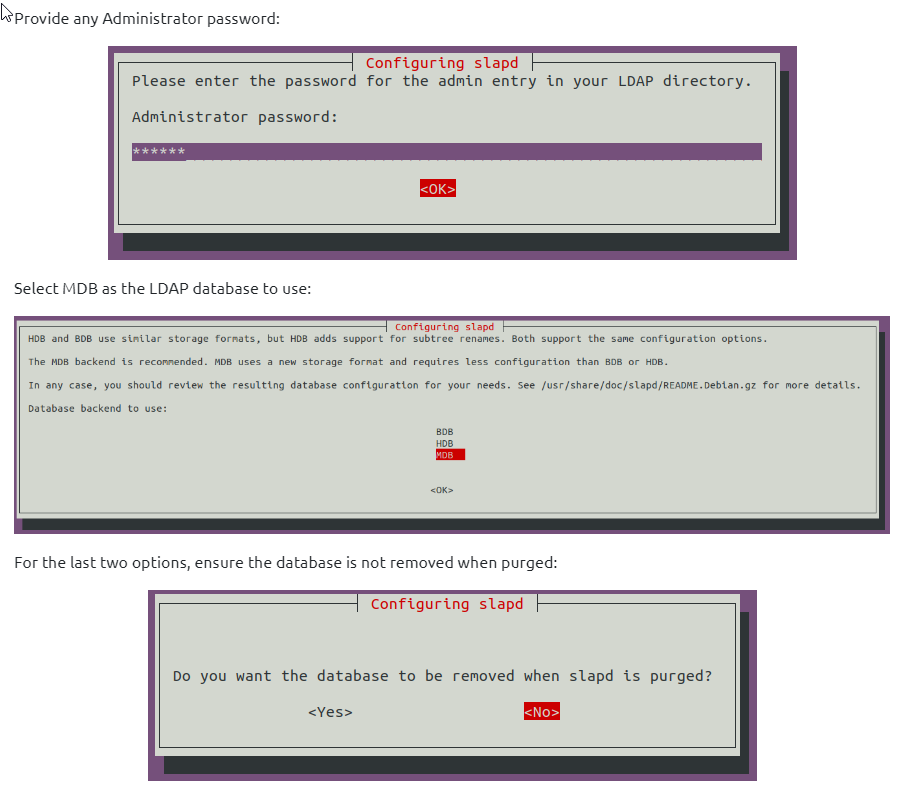 Provide any Administrator password:
Configuring slapd
Please enter the password for the admin entry in your LDAP directory.
Administrator password:
******
<OK>
Select MDB as the LDAP database to use:
Configuring slapd
HDB and BDB use similar storage formats, but HDB adds support for subtree renames. Both support the same configuration options.
The MDB backend is recommended. MDB uses a new storage format and requires less configuration than BDB or HDB.
In any case, you should review the resulting database configuration for your needs. See /usr/share/doc/slapd/README.Debian.gz for more details.
Database backend to use:
BDB
HDB
MDB
<OK>
For the last two options, ensure the database is not removed when purged:
Configuring slapd
Do you want the database to be removed when slapd is purged?
<Yes> <No>